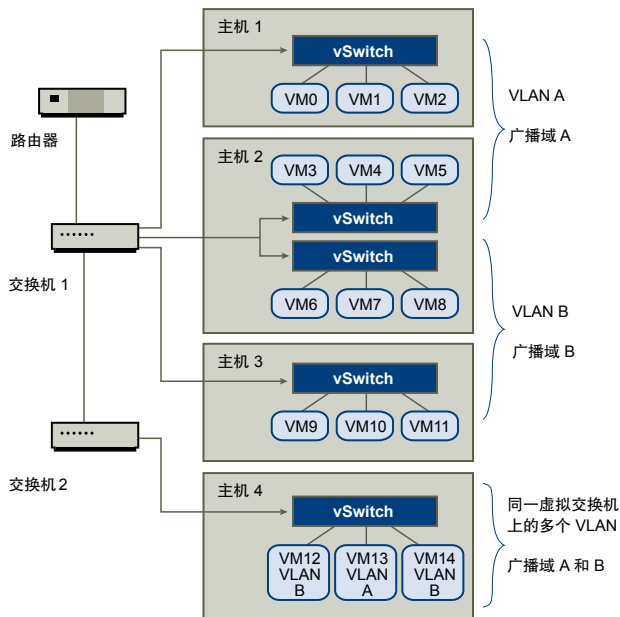 主机 1
vSwitch
VM0
VM1
VM2
VLAN A
广播域 A
路由器
主机 2
VM3
VM4
VM5
vSwitch
vSwitch
VM6
VM7
VM8
交换机 1
VLAN B
广播域 B
主机 3
vSwitch
VM9
VM10
VM11
交换机 2
主机 4
vSwitch
VM12
VLAN
B
VM13
VLAN
A
VM14
VLAN
B
同一虚拟交换机
上的多个 VLAN
广播域 A 和 B